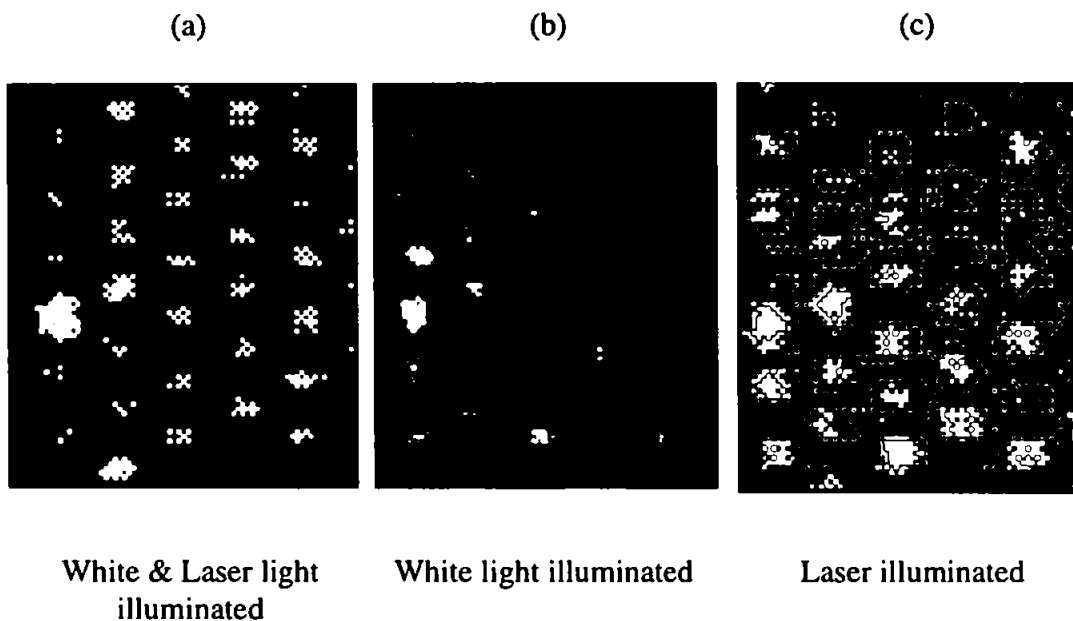 (a)
(b)
(c)
White & Laser light
illuminated
White light illuminated
Laser illuminated